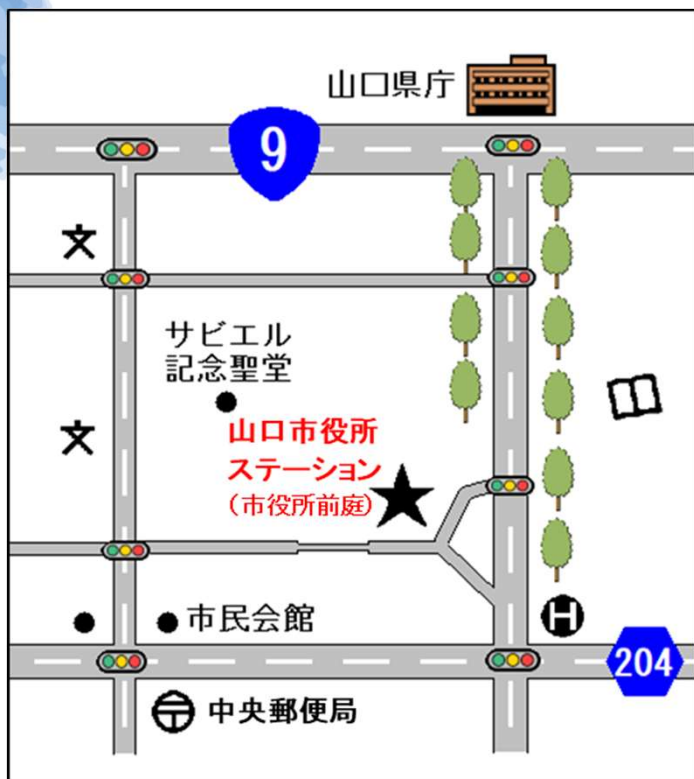 山口県庁
9
文
サビエル
記念聖堂
文
山口市役所
ステーション
（市役所前庭）
市民会館
H
204
中央郵便局